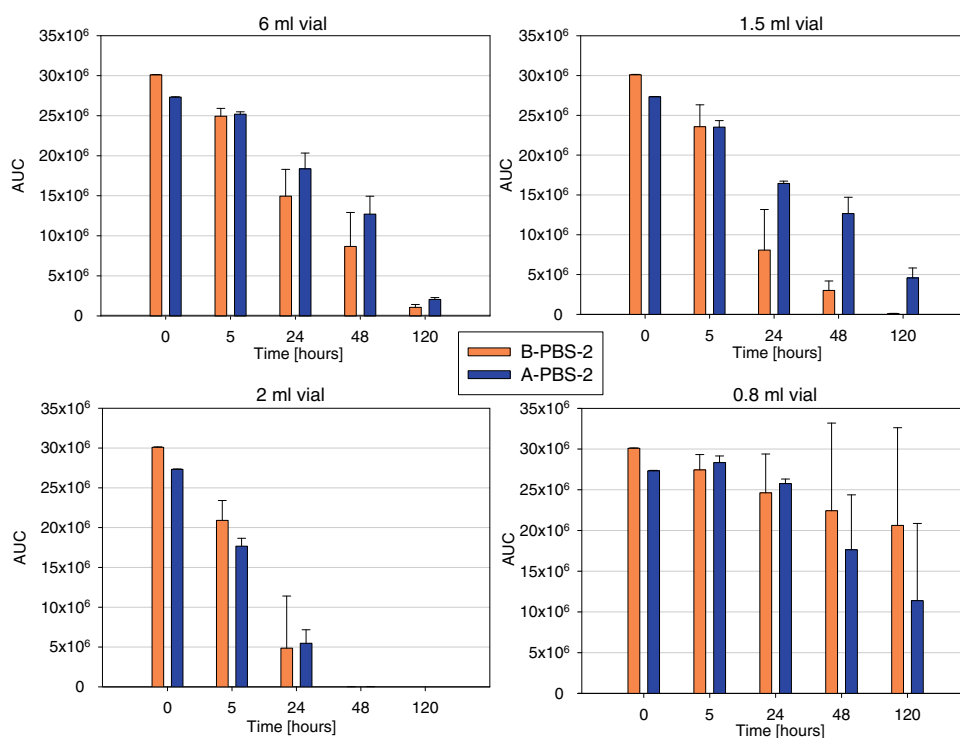 6 ml vial
35x10⁶
30x10⁶
25x10⁶
20x10⁶
15x10⁶
10x10⁶
5x10⁶
0
AUC
0 5 24 48 120
Time [hours]
1.5 ml vial
35x10⁶
30x10⁶
25x10⁶
20x10⁶
15x10⁶
10x10⁶
5x10⁶
0
AUC
0 5 24 48 120
Time [hours]
B-PBS-2
A-PBS-2
2 ml vial
35x10⁶
30x10⁶
25x10⁶
20x10⁶
15x10⁶
10x10⁶
5x10⁶
0
AUC
0 5 24 48 120
Time [hours]
0.8 ml vial
35x10⁶
30x10⁶
25x10⁶
20x10⁶
15x10⁶
10x10⁶
5x10⁶
0
AUC
0 5 24 48 120
Time [hours]